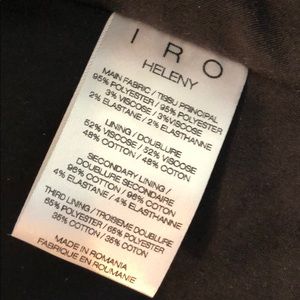 IRO
HELENY
MAIN FABRIC / TISSU PRINCIPAL
95% POLYESTER / 95% POLYESTER
3% VISCOSE / 3% VISCOSE
2% ELASTANE / 2% ELASTHANNE
LINING / DOUBLURE
52% VISCOSE / 52% VISCOSE
48% COTTON / 48% COTON
SECONDARY LINING /
DOUBLURE SECONDAIRE
96% COTTON / 96% COTON
4% ELASTANE / 4% ELASTHANNE
THIRD LINING / TROISIEME DOUBLURE
65% POLYESTER / 65% POLYESTER
35% COTTON / 35% COTON
MADE IN ROMANIA
FABRIQUE EN ROUMANIE